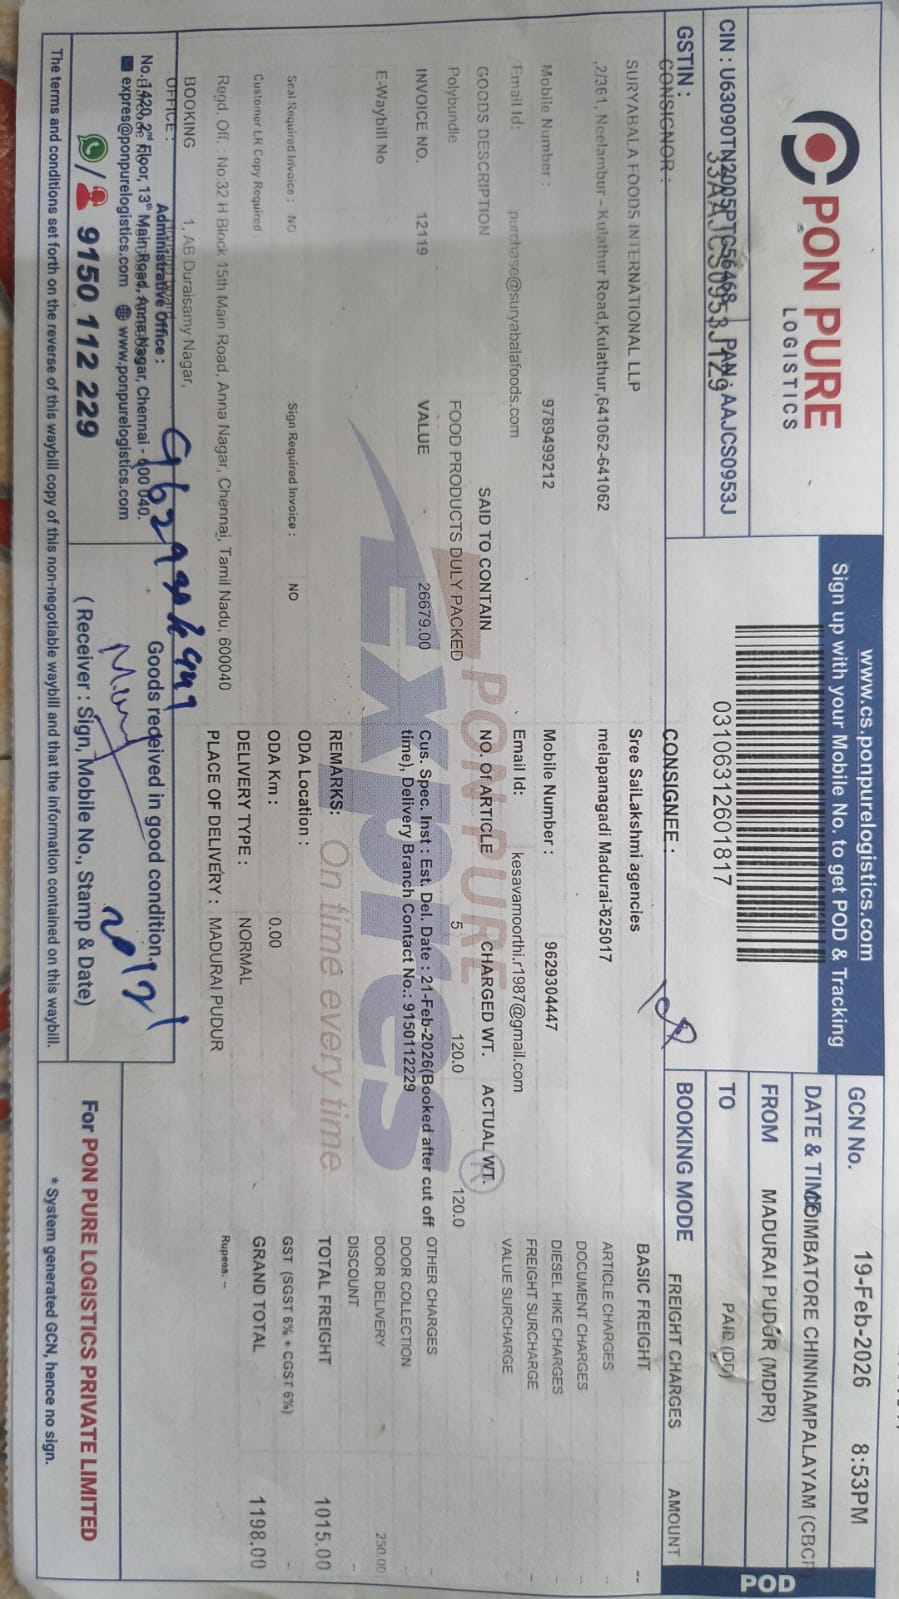 PON PURE
LOGISTICS
www.cs.ponpurelogistics.com
Sign up with your Mobile No. to get POD & Tracking
03106312601817
GCN No. 19-Feb-2026 8:53PM
DATE & TIME COIMBATORE CHINNIAMPALAYAM (CBCP
FROM MADURAI PUDUR (MDPR)
TO PAID (DD)
POD
CIN : U63090TN2005PTC56468 PAN : AAJCS0953J
33AAJCS0953J1Z9
GSTIN :
CONSIGNOR :
SURYABALA FOODS INTERNATIONAL LLP
,2/361, Neelambur - Kulathur Road,Kulathur,641062-641062
Mobile Number : 9789499212
Email Id: purchase@suryabalafoods.com
CONSIGNEE :
Sree SaiLakshmi agencies
melapanagadi Madurai-625017
Mobile Number : 9629304447
Email Id: kesavamoorthi.r1987@gmail.com
BOOKING MODE FREIGHT CHARGES AMOUNT
BASIC FREIGHT --
ARTICLE CHARGES --
DOCUMENT CHARGES --
DIESEL HIKE CHARGES --
FREIGHT SURCHARGE --
VALUE SURCHARGE --
GOODS DESCRIPTION SAID TO CONTAIN NO. Of ARTICLE CHARGED WT. ACTUAL WT.
Polybundle FOOD PRODUCTS DULY PACKED 5 120.0 120.0
INVOICE NO. 12119 VALUE 26679.00
E-Waybill No
Cus. Spec. Inst : Est. Del. Date : 21-Feb-2026(Booked after cut off
time), Delivery Branch Contact No.: 9150112229
OTHER CHARGES --
DOOR COLLECTION --
DOOR DELIVERY 250.00
DISCOUNT --
TOTAL FREIGHT 1015.00
GST (SGST 6% + CGST 6%) -
GRAND TOTAL 1198.00
Rupees: --
PON PURE
Expres
On time every time
REMARKS:
ODA Location :
ODA Km : 0.00
DELIVERY TYPE : NORMAL
PLACE OF DELIVERY : MADURAI PUDUR
Seal Required Invoice : NO Sign Required Invoice : NO
Customer LR Copy Required :
Regd. Off. : No:32 H Block 15th Main Road, Anna Nagar, Chennai, Tamil Nadu, 600040
BOOKING 1, AB Duraisamy Nagar,
OFFICE :
Administrative Office :
No. 1420, 2nd Floor, 13th Main Road, Anna Nagar, Chennai - 600 040.
expres@ponpurelogistics.com www.ponpurelogistics.com
9150 112 229
Goods received in good condition.
( Receiver : Sign, Mobile No., Stamp & Date)
For PON PURE LOGISTICS PRIVATE LIMITED
* System generated GCN, hence no sign.
The terms and conditions set forth on the reverse of this waybill copy of this non-negotiable waybill and that the information contained on this waybill.